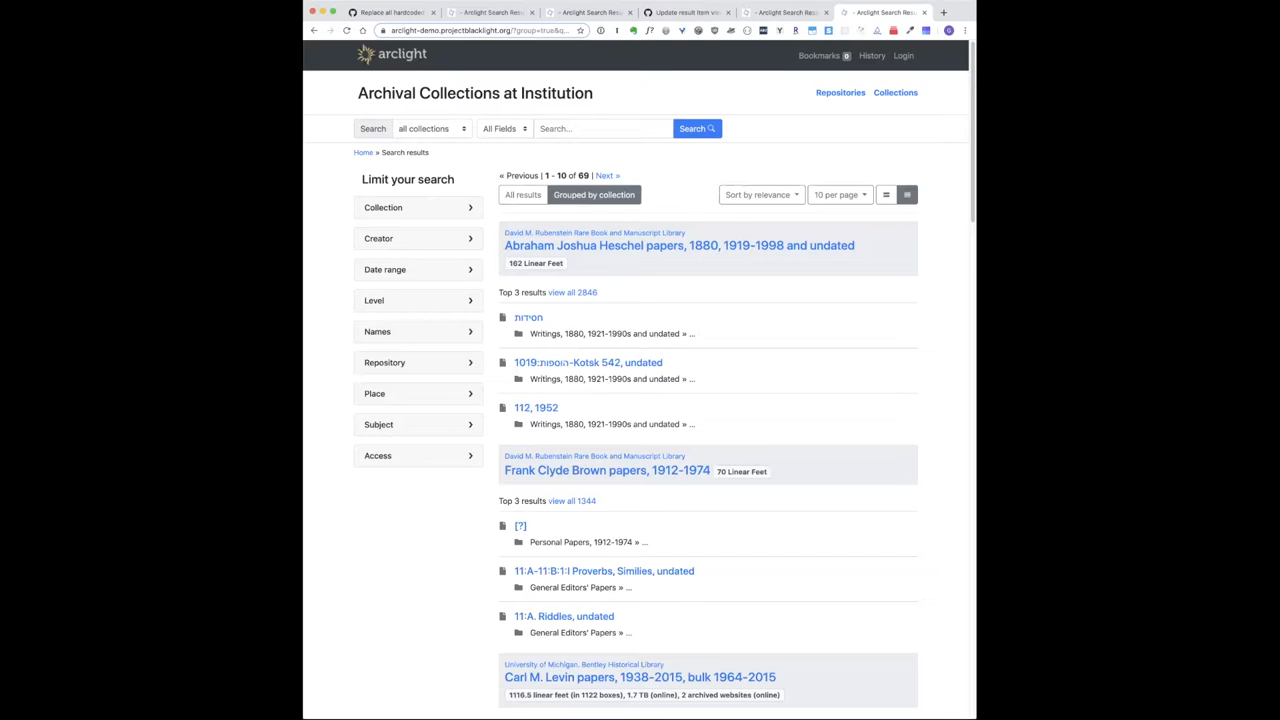 Replace all hardcoded
- Arclight Search Resu
- Arclight Search Resu
Update result item view
- Arclight Search Resu
- Arclight Search Resu
arclight-demo.projectblacklight.org/?group=true&q...
arclight
Bookmarks 0 History Login
Archival Collections at Institution
Repositories Collections
Search all collections All Fields Search... Search
Home » Search results
Limit your search
Collection
Creator
Date range
Level
Names
Repository
Place
Subject
Access
« Previous | 1 - 10 of 69 | Next »
All results Grouped by collection Sort by relevance 10 per page
David M. Rubenstein Rare Book and Manuscript Library
Abraham Joshua Heschel papers, 1880, 1919-1998 and undated
162 Linear Feet
Top 3 results view all 2846
חסידות
Writings, 1880, 1921-1990s and undated » ...
1019:הוספות-Kotsk 542, undated
Writings, 1880, 1921-1990s and undated » ...
112, 1952
Writings, 1880, 1921-1990s and undated » ...
David M. Rubenstein Rare Book and Manuscript Library
Frank Clyde Brown papers, 1912-1974 70 Linear Feet
Top 3 results view all 1344
[?]
Personal Papers, 1912-1974 » ...
11:A-11:B:1:I Proverbs, Similies, undated
General Editors' Papers » ...
11:A. Riddles, undated
General Editors' Papers » ...
University of Michigan. Bentley Historical Library
Carl M. Levin papers, 1938-2015, bulk 1964-2015
1116.5 linear feet (in 1122 boxes), 1.7 TB (online), 2 archived websites (online)